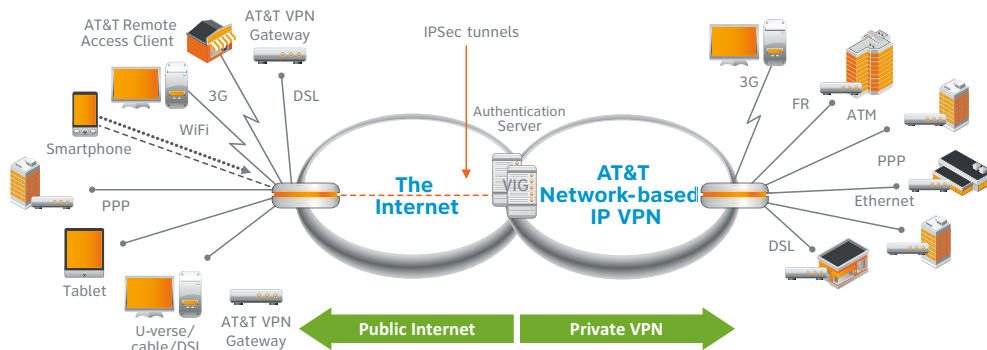 AT&T Remote
Access Client
AT&T VPN
Gateway
IPSec tunnels
3G
DSL
WiFi
Smartphone
Authentication
Server
3G
FR
ATM
PPP
Ethernet
DSL
PPP
The
Internet
VIG
AT&T
Network-based
IP VPN
Tablet
U-verse/
cable/DSL
AT&T VPN
Gateway
Public Internet
Private VPN